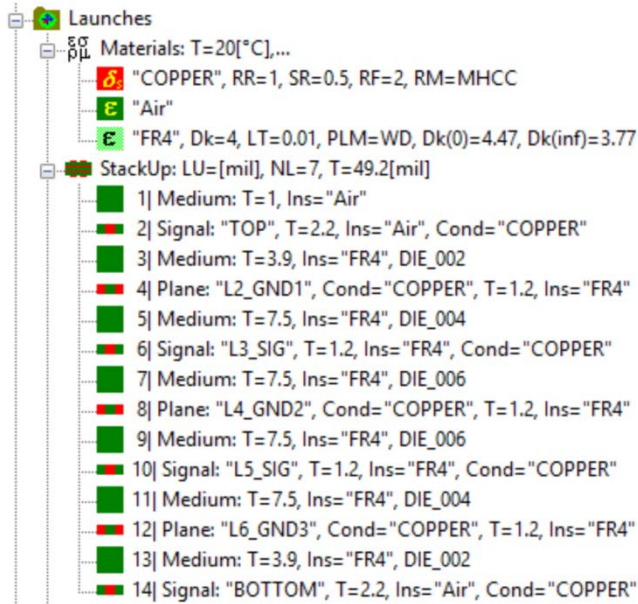 Launches
εσ ρμ Materials: T=20[°C],...
δs "COPPER", RR=1, SR=0.5, RF=2, RM=MHCC
ε "Air"
ε "FR4", Dk=4, LT=0.01, PLM=WD, Dk(0)=4.47, Dk(inf)=3.77
StackUp: LU=[mil], NL=7, T=49.2[mil]
1| Medium: T=1, Ins="Air"
2| Signal: "TOP", T=2.2, Ins="Air", Cond="COPPER"
3| Medium: T=3.9, Ins="FR4", DIE_002
4| Plane: "L2_GND1", Cond="COPPER", T=1.2, Ins="FR4"
5| Medium: T=7.5, Ins="FR4", DIE_004
6| Signal: "L3_SIG", T=1.2, Ins="FR4", Cond="COPPER"
7| Medium: T=7.5, Ins="FR4", DIE_006
8| Plane: "L4_GND2", Cond="COPPER", T=1.2, Ins="FR4"
9| Medium: T=7.5, Ins="FR4", DIE_006
10| Signal: "L5_SIG", T=1.2, Ins="FR4", Cond="COPPER"
11| Medium: T=7.5, Ins="FR4", DIE_004
12| Plane: "L6_GND3", Cond="COPPER", T=1.2, Ins="FR4"
13| Medium: T=3.9, Ins="FR4", DIE_002
14| Signal: "BOTTOM", T=2.2, Ins="Air", Cond="COPPER"